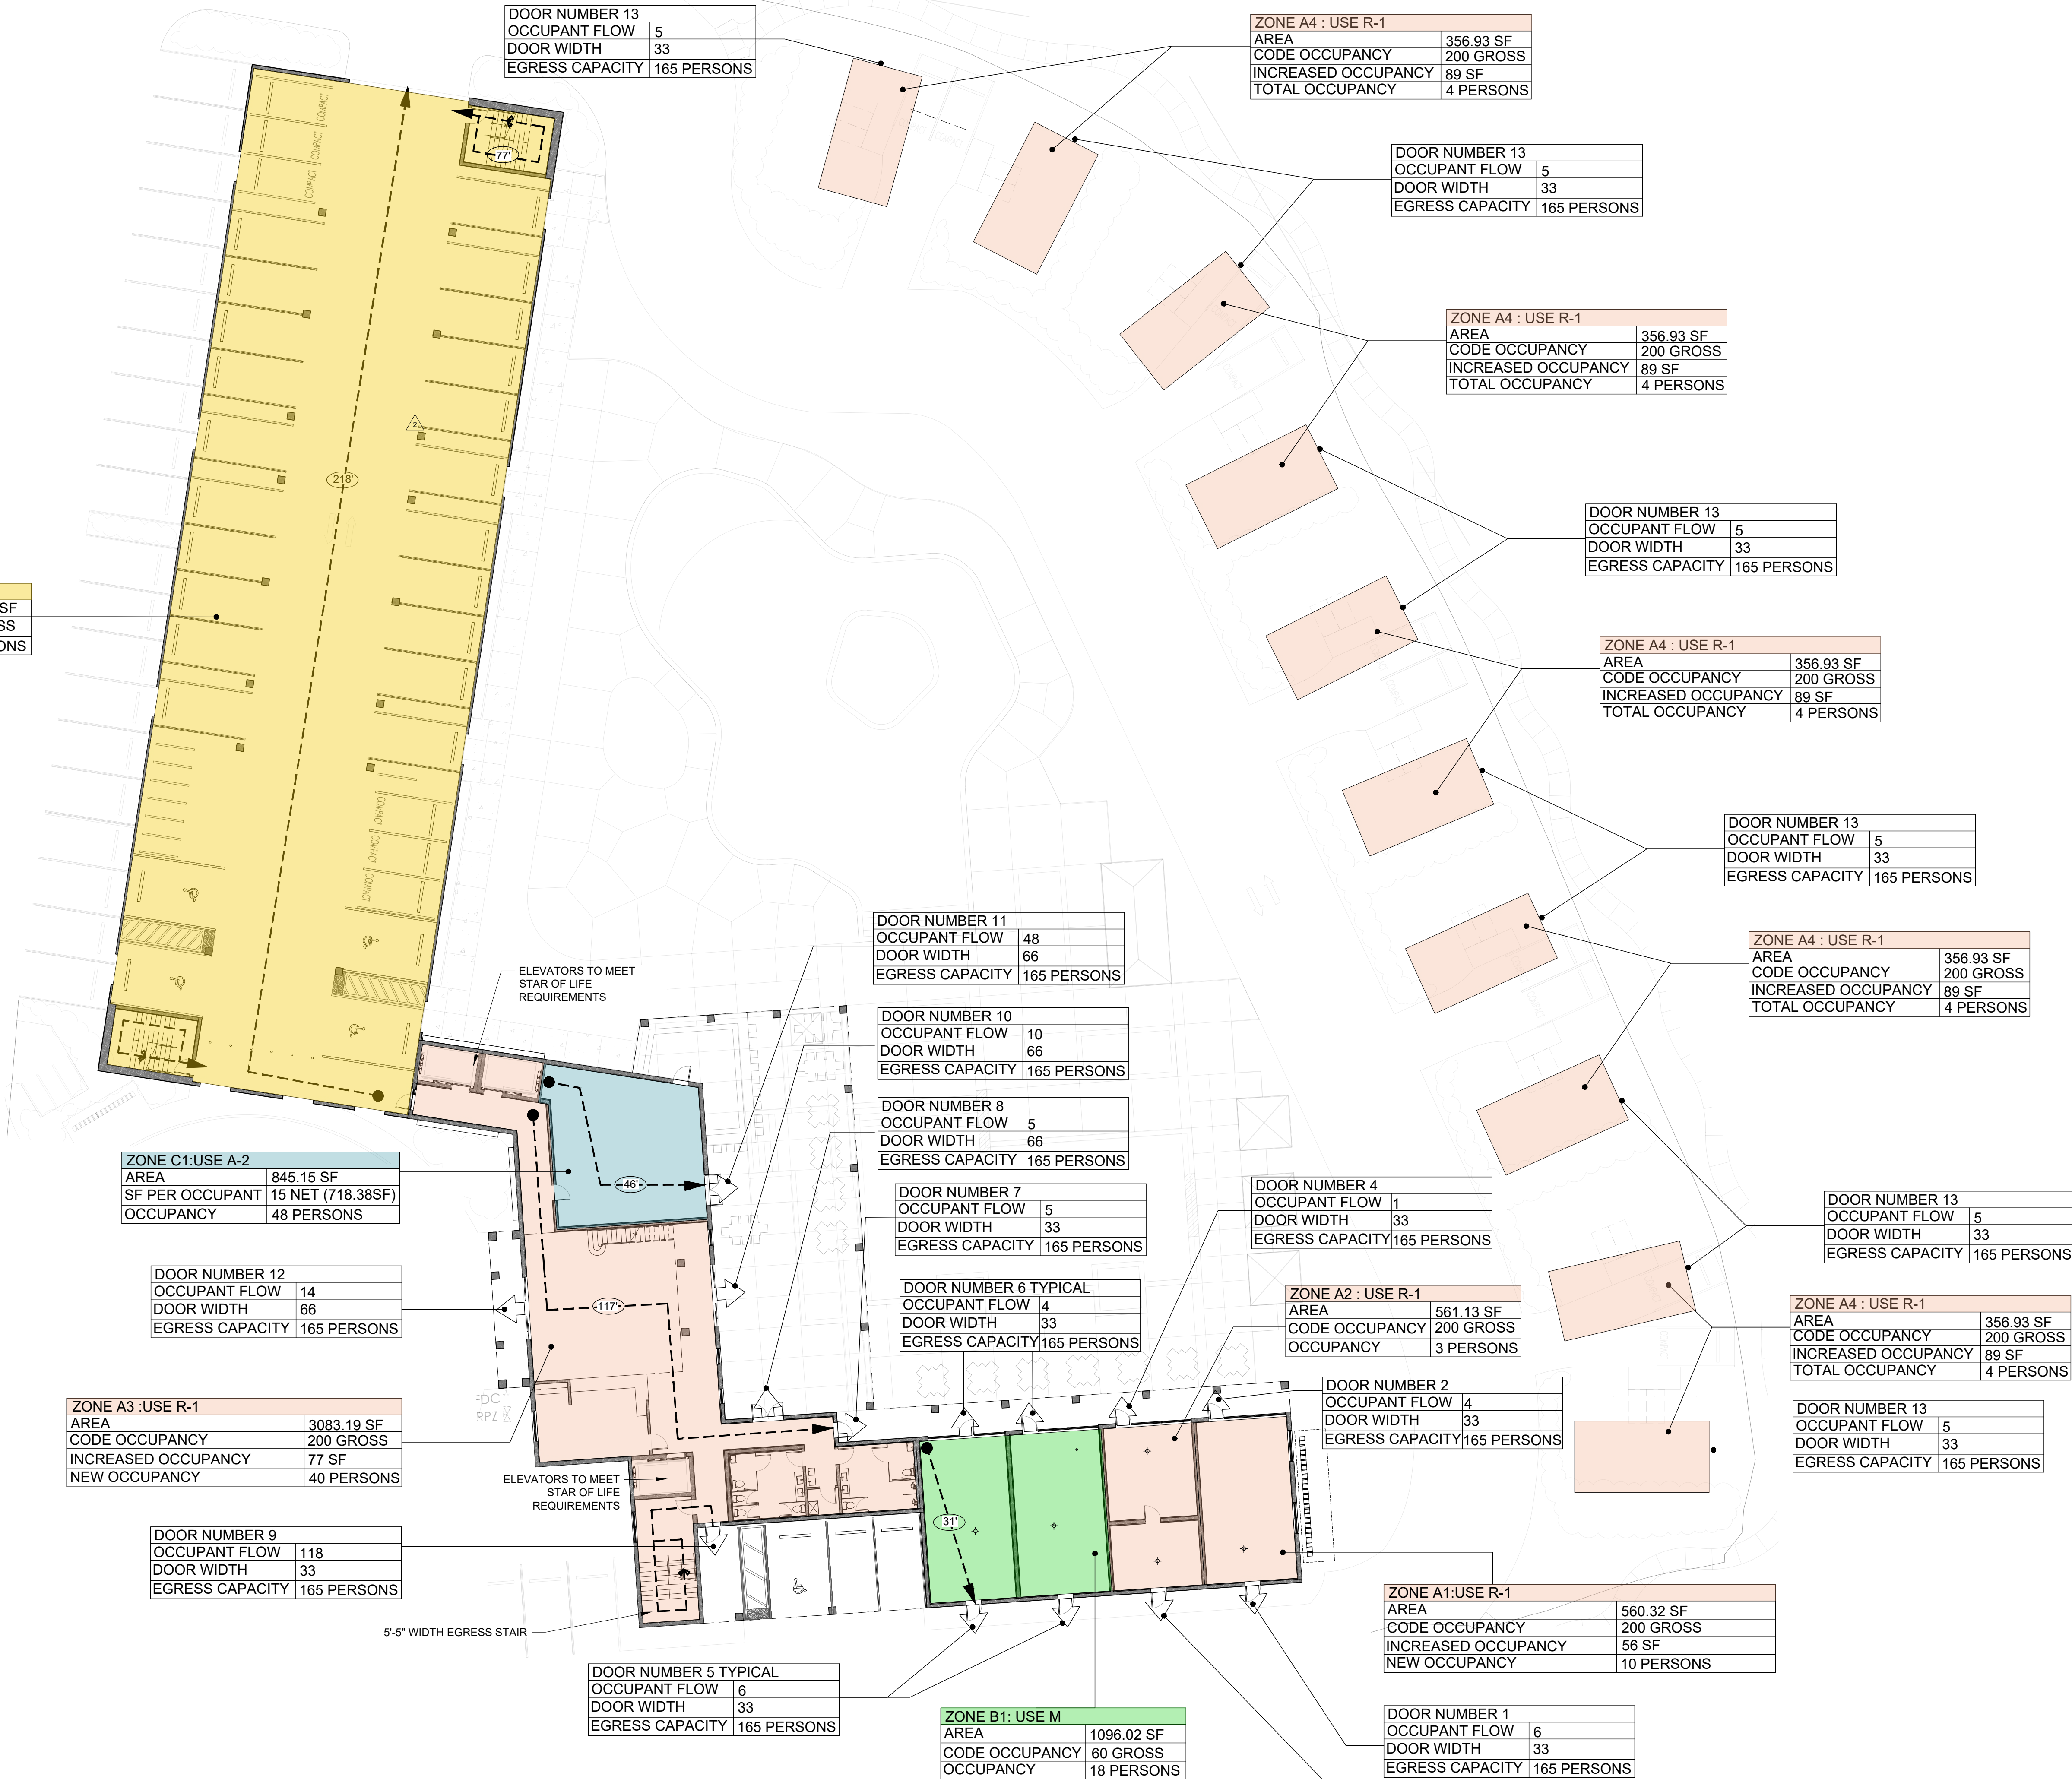 DOOR NUMBER 13
OCCUPANT FLOW 5
DOOR WIDTH 33
EGRESS CAPACITY 165 PERSONS
ZONE A4 : USE R-1
AREA 356.93 SF
CODE OCCUPANCY 200 GROSS
INCREASED OCCUPANCY 89 SF
TOTAL OCCUPANCY 4 PERSONS
DOOR NUMBER 13
OCCUPANT FLOW 5
DOOR WIDTH 33
EGRESS CAPACITY 165 PERSONS
ZONE A4 : USE R-1
AREA 356.93 SF
CODE OCCUPANCY 200 GROSS
INCREASED OCCUPANCY 89 SF
TOTAL OCCUPANCY 4 PERSONS
DOOR NUMBER 13
OCCUPANT FLOW 5
DOOR WIDTH 33
EGRESS CAPACITY 165 PERSONS
ZONE A4 : USE R-1
AREA 356.93 SF
CODE OCCUPANCY 200 GROSS
INCREASED OCCUPANCY 89 SF
TOTAL OCCUPANCY 4 PERSONS
DOOR NUMBER 13
OCCUPANT FLOW 5
DOOR WIDTH 33
EGRESS CAPACITY 165 PERSONS
ZONE A4 : USE R-1
AREA 356.93 SF
CODE OCCUPANCY 200 GROSS
INCREASED OCCUPANCY 89 SF
TOTAL OCCUPANCY 4 PERSONS
DOOR NUMBER 13
OCCUPANT FLOW 5
DOOR WIDTH 33
EGRESS CAPACITY 165 PERSONS
ZONE A4 : USE R-1
AREA 356.93 SF
CODE OCCUPANCY 200 GROSS
INCREASED OCCUPANCY 89 SF
TOTAL OCCUPANCY 4 PERSONS
DOOR NUMBER 13
OCCUPANT FLOW 5
DOOR WIDTH 33
EGRESS CAPACITY 165 PERSONS
COMPACT
COMPACT
COMPACT
77'
2
218'
SF
SS
ONS
COMPACT
COMPACT
COMPACT
ELEVATORS TO MEET
STAR OF LIFE
REQUIREMENTS
DOOR NUMBER 11
OCCUPANT FLOW 48
DOOR WIDTH 66
EGRESS CAPACITY 165 PERSONS
DOOR NUMBER 10
OCCUPANT FLOW 10
DOOR WIDTH 66
EGRESS CAPACITY 165 PERSONS
DOOR NUMBER 8
OCCUPANT FLOW 5
DOOR WIDTH 66
EGRESS CAPACITY 165 PERSONS
DOOR NUMBER 7
OCCUPANT FLOW 5
DOOR WIDTH 33
EGRESS CAPACITY 165 PERSONS
DOOR NUMBER 4
OCCUPANT FLOW 1
DOOR WIDTH 33
EGRESS CAPACITY 165 PERSONS
DOOR NUMBER 6 TYPICAL
OCCUPANT FLOW 4
DOOR WIDTH 33
EGRESS CAPACITY 165 PERSONS
ZONE A2 : USE R-1
AREA 561.13 SF
CODE OCCUPANCY 200 GROSS
OCCUPANCY 3 PERSONS
DOOR NUMBER 2
OCCUPANT FLOW 4
DOOR WIDTH 33
EGRESS CAPACITY 165 PERSONS
ZONE C1:USE A-2
AREA 845.15 SF
SF PER OCCUPANT 15 NET (718.38SF)
OCCUPANCY 48 PERSONS
46'
DOOR NUMBER 12
OCCUPANT FLOW 14
DOOR WIDTH 66
EGRESS CAPACITY 165 PERSONS
117'
FDC
RPZ
ZONE A3 :USE R-1
AREA 3083.19 SF
CODE OCCUPANCY 200 GROSS
INCREASED OCCUPANCY 77 SF
NEW OCCUPANCY 40 PERSONS
ELEVATORS TO MEET
STAR OF LIFE
REQUIREMENTS
31'
DOOR NUMBER 9
OCCUPANT FLOW 118
DOOR WIDTH 33
EGRESS CAPACITY 165 PERSONS
5'-5" WIDTH EGRESS STAIR
DOOR NUMBER 5 TYPICAL
OCCUPANT FLOW 6
DOOR WIDTH 33
EGRESS CAPACITY 165 PERSONS
ZONE B1: USE M
AREA 1096.02 SF
CODE OCCUPANCY 60 GROSS
OCCUPANCY 18 PERSONS
ZONE A1:USE R-1
AREA 560.32 SF
CODE OCCUPANCY 200 GROSS
INCREASED OCCUPANCY 56 SF
NEW OCCUPANCY 10 PERSONS
DOOR NUMBER 1
OCCUPANT FLOW 6
DOOR WIDTH 33
EGRESS CAPACITY 165 PERSONS